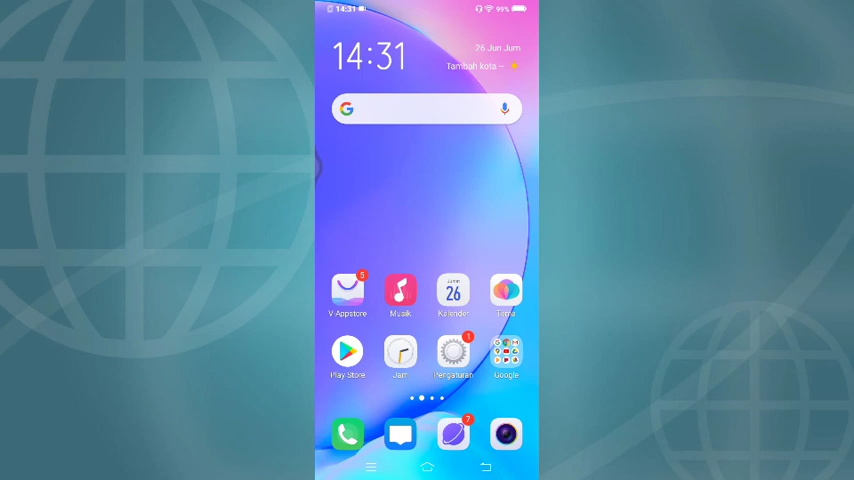 14:31
99%
14:31
26 Jun Jum
Tambah kota --
5
Jumat
26
V-Appstore
Musik
Kalender
Tema
1
Play Store
Jam
Pengaturan
Google
7